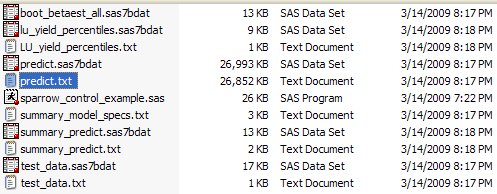 boot_betaest_all.sas7bdat 13 KB SAS Data Set 3/14/2009 8:17 PM
lu_yield_percentiles.sas7bdat 9 KB SAS Data Set 3/14/2009 8:18 PM
LU_yield_percentiles.txt 1 KB Text Document 3/14/2009 8:18 PM
predict.sas7bdat 26,993 KB SAS Data Set 3/14/2009 8:17 PM
predict.txt 26,852 KB Text Document 3/14/2009 8:17 PM
sparrow_control_example.sas 26 KB SAS Program 3/14/2009 7:22 PM
summary_model_specs.txt 3 KB Text Document 3/14/2009 8:17 PM
summary_predict.sas7bdat 13 KB SAS Data Set 3/14/2009 8:18 PM
summary_predict.txt 2 KB Text Document 3/14/2009 8:18 PM
test_data.sas7bdat 17 KB SAS Data Set 3/14/2009 8:17 PM
test_data.txt 1 KB Text Document 3/14/2009 8:17 PM